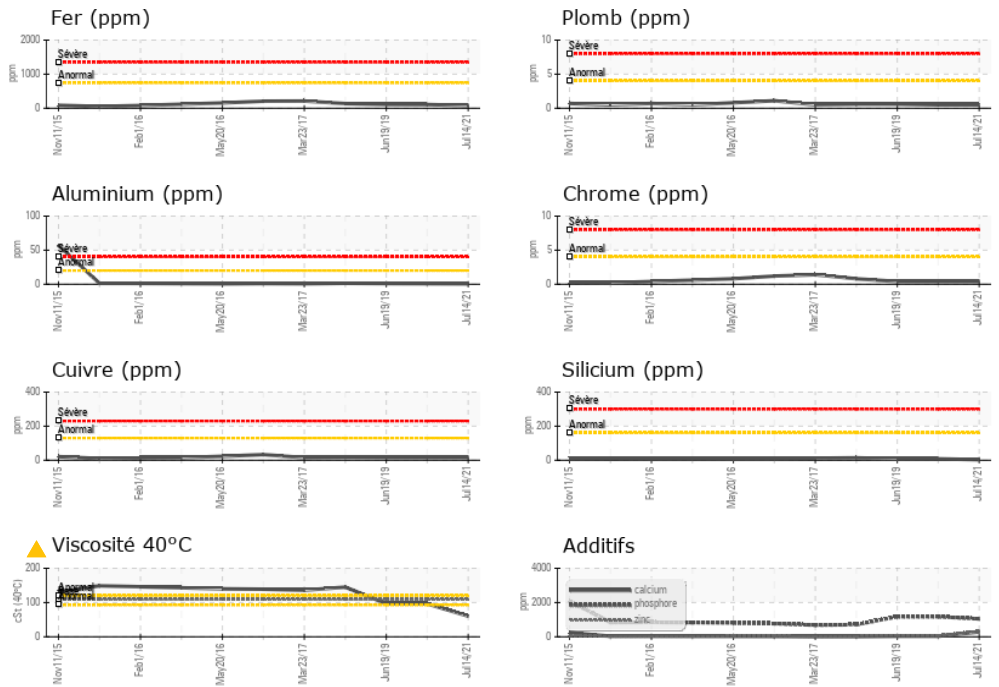 Fer (ppm)
2000
1000
0
ppm
Sévère
Anormal
Nov11/15
Feb1/16
May20/16
Mar23/17
Jun19/19
Jul14/21
Plomb (ppm)
10
5
0
ppm
Sévère
Anormal
Nov11/15
Feb1/16
May20/16
Mar23/17
Jun19/19
Jul14/21
Aluminium (ppm)
100
50
0
ppm
Sévère
Anormal
Nov11/15
Feb1/16
May20/16
Mar23/17
Jun19/19
Jul14/21
Chrome (ppm)
10
5
0
ppm
Sévère
Anormal
Nov11/15
Feb1/16
May20/16
Mar23/17
Jun19/19
Jul14/21
Cuivre (ppm)
400
200
0
ppm
Sévère
Anormal
Nov11/15
Feb1/16
May20/16
Mar23/17
Jun19/19
Jul14/21
Silicium (ppm)
400
200
0
ppm
Sévère
Anormal
Nov11/15
Feb1/16
May20/16
Mar23/17
Jun19/19
Jul14/21
Viscosité 40°C
200
100
0
cSt (40°C)
Anormal
Anormal
Nov11/15
Feb1/16
May20/16
Mar23/17
Jun19/19
Jul14/21
Additifs
4000
2000
0
ppm
calcium
phosphore
zinc
Nov11/15
Feb1/16
May20/16
Mar23/17
Jun19/19
Jul14/21